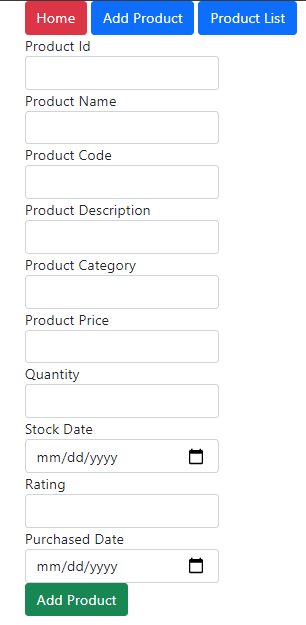 Home Add Product Product List
Product Id
Product Name
Product Code
Product Description
Product Category
Product Price
Quantity
Stock Date
mm/dd/yyyy
Rating
Purchased Date
mm/dd/yyyy
Add Product